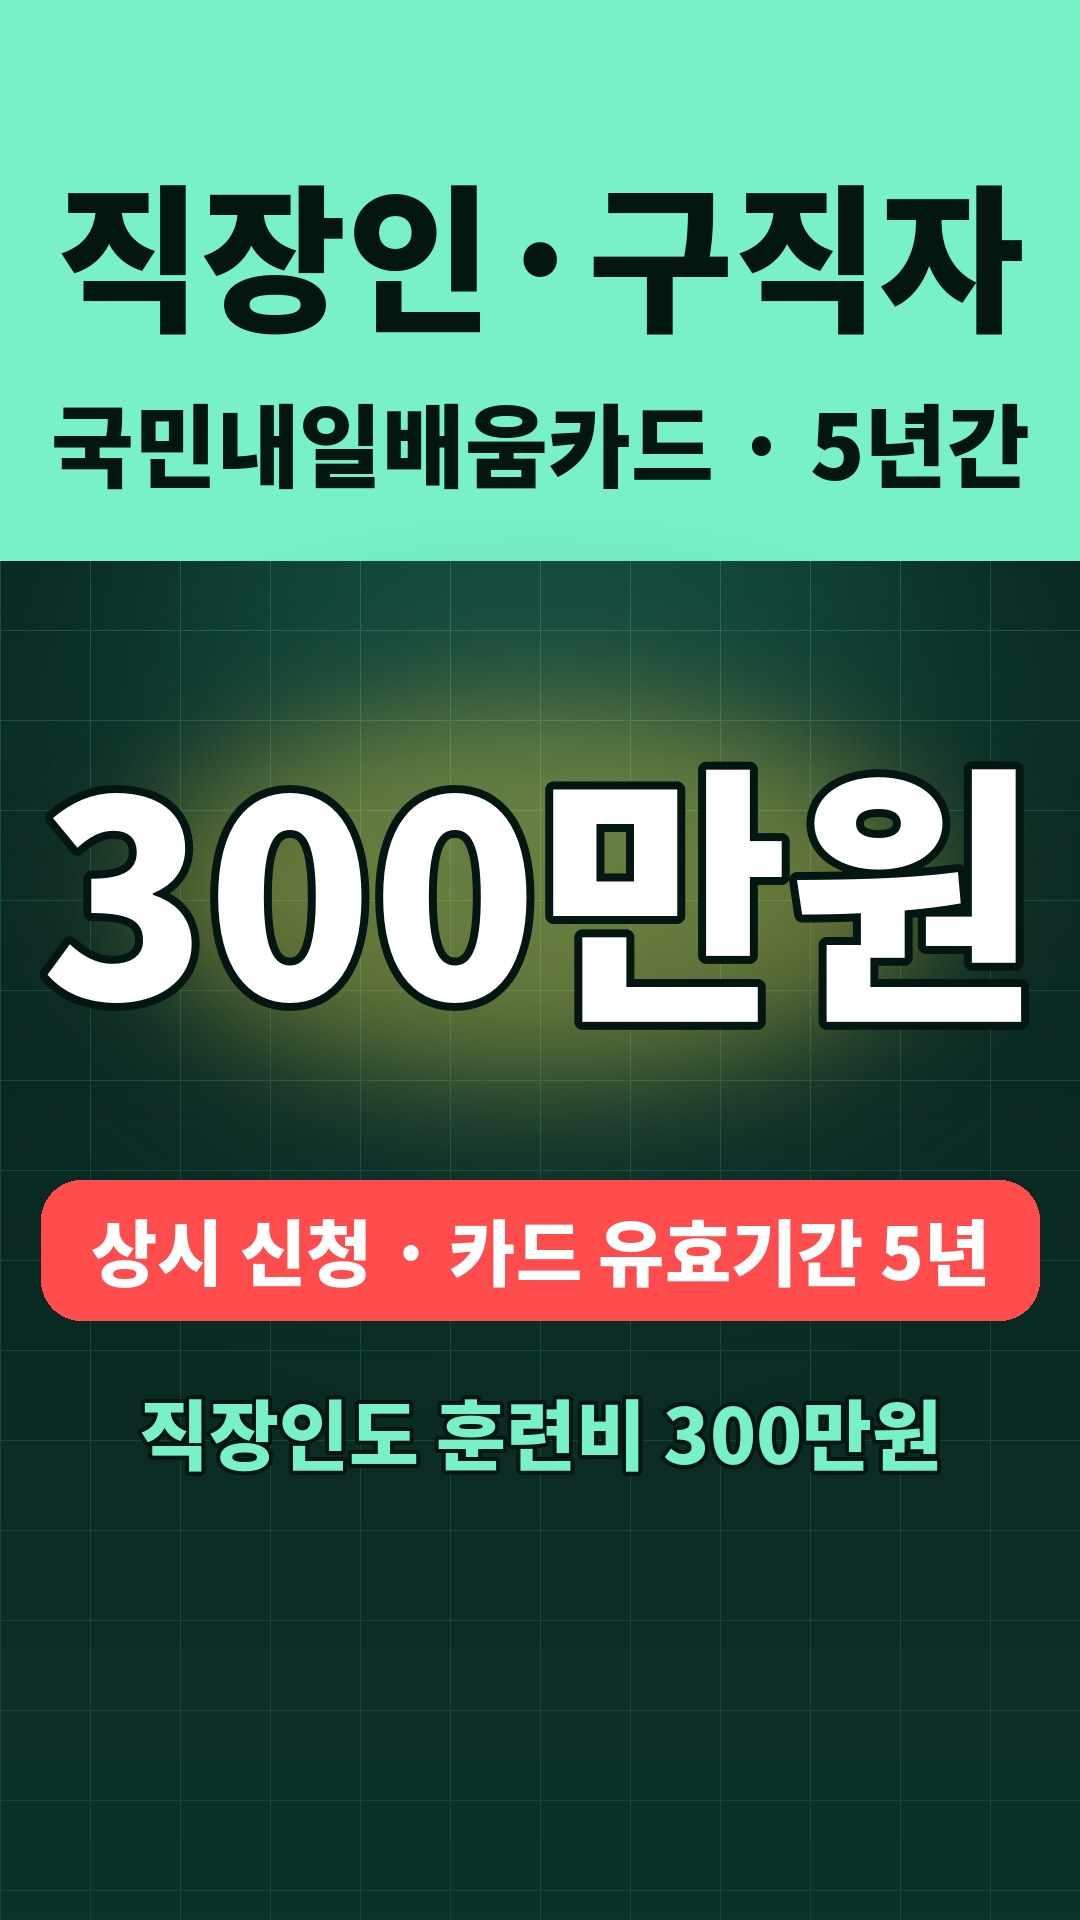 직장인·구직자
국민내일배움카드 · 5년간
300만원
상시 신청 · 카드 유효기간 5년
직장인도 훈련비 300만원